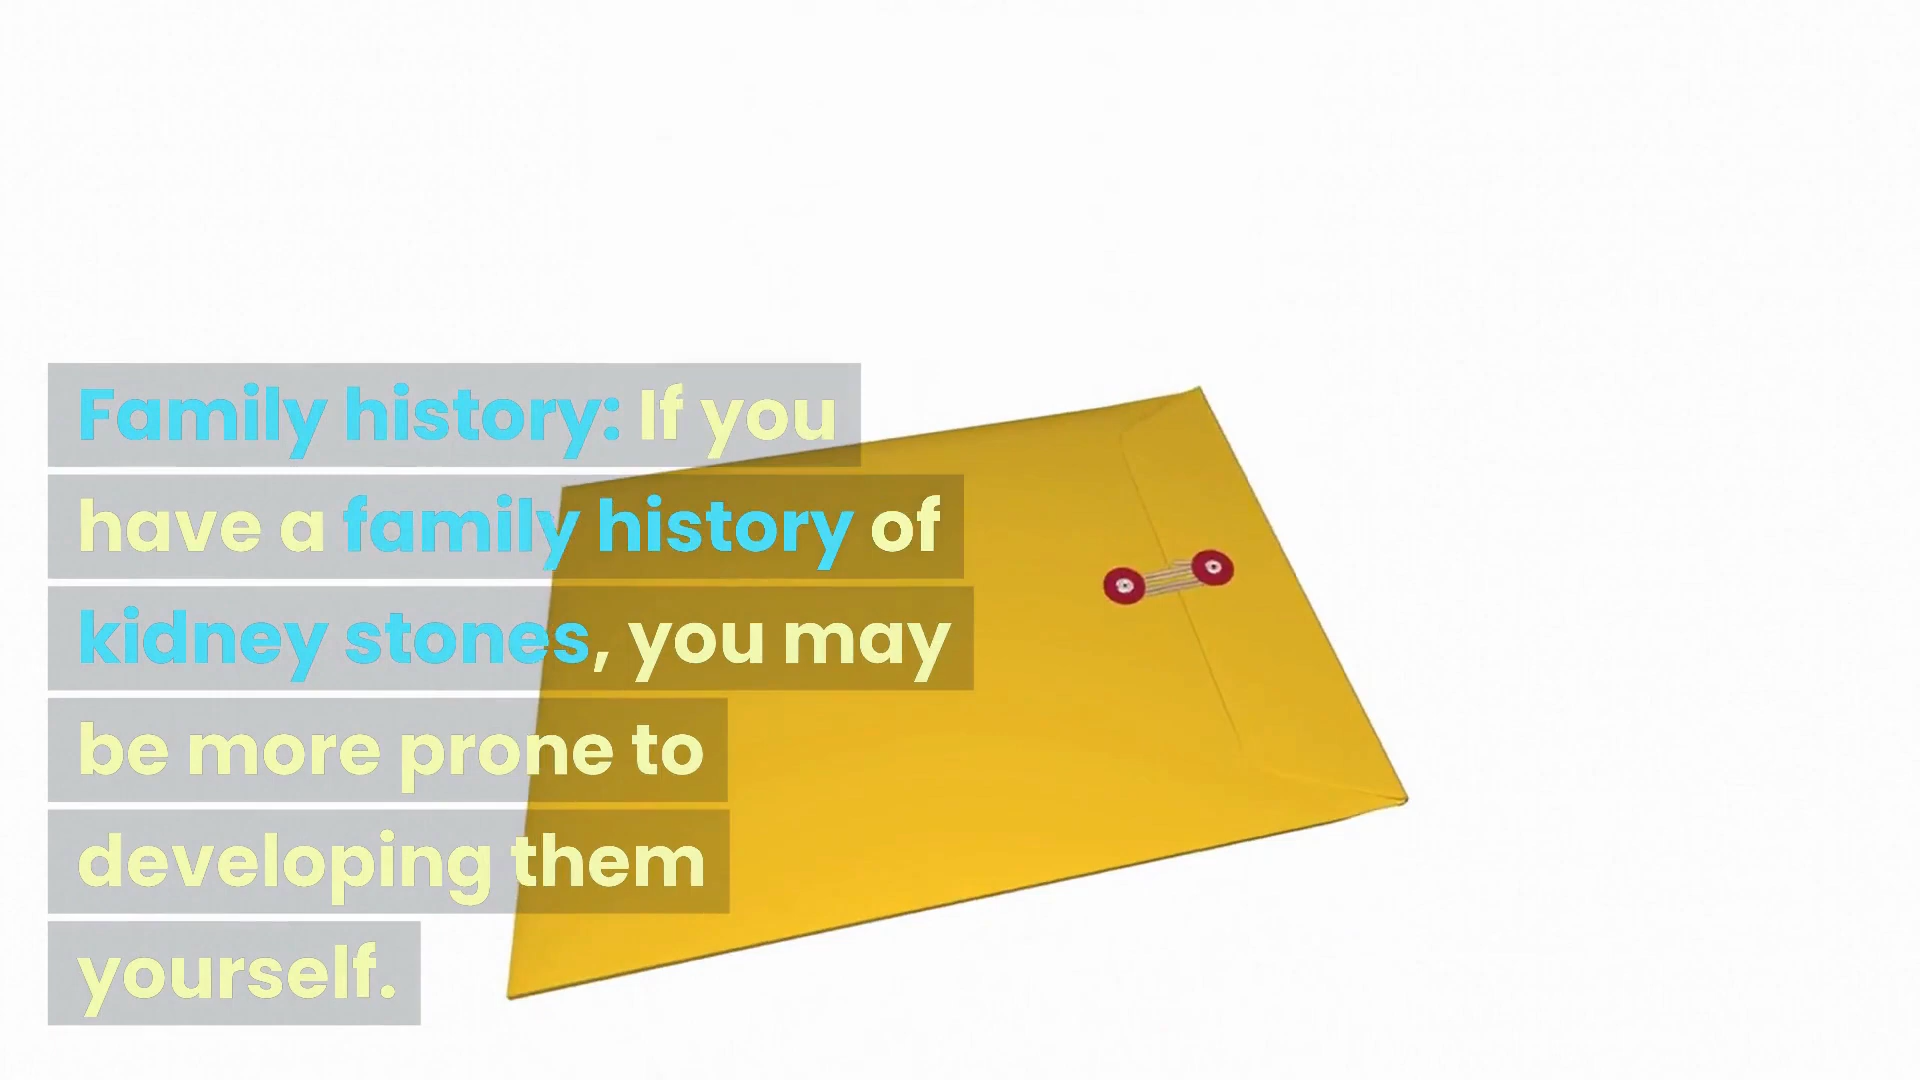 Family history: If you
have a family history of
kidney stones, you may
be more prone to
developing them
yourself.